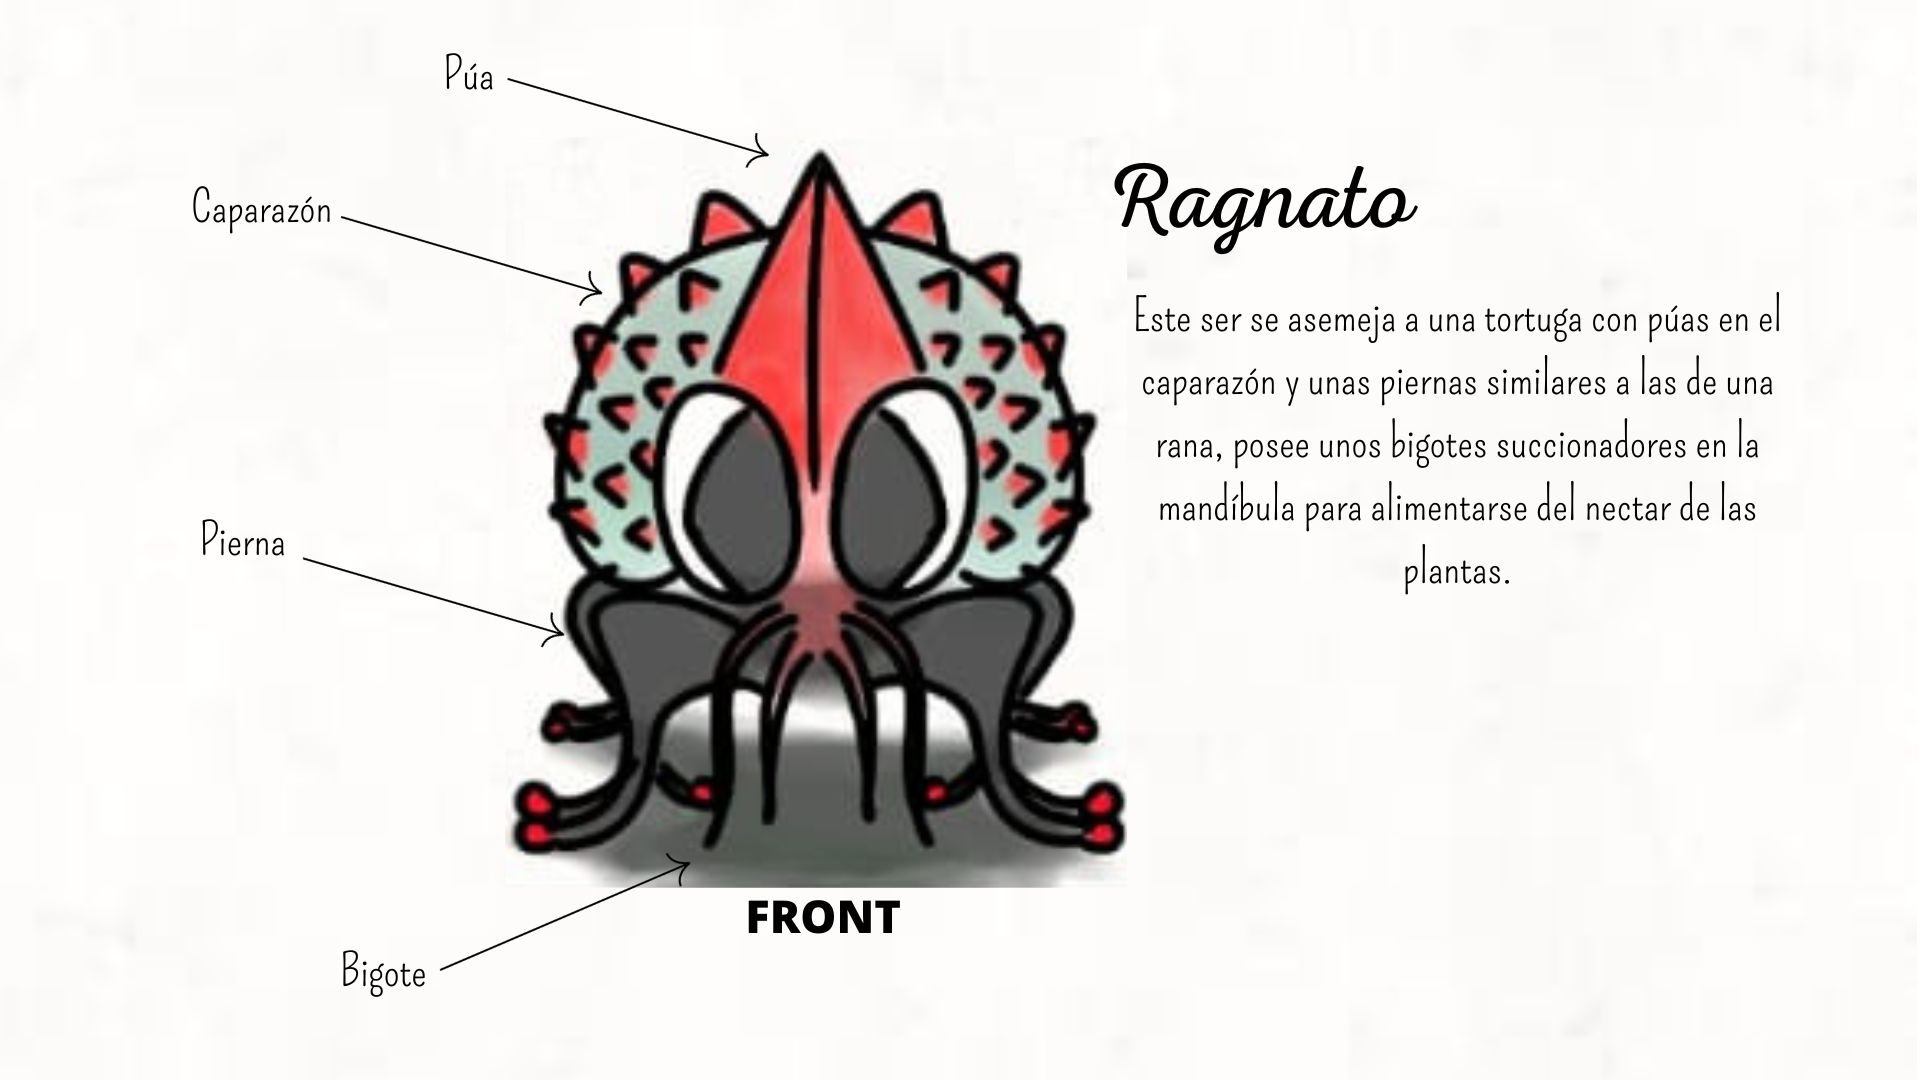 Púa
Caparazón
Pierna
Bigote
FRONT
Ragnato
Este ser se asemeja a una tortuga con púas en el
caparazón y unas piernas similares a las de una
rana, posee unos bigotes succionadores en la
mandíbula para alimentarse del nectar de las
plantas.